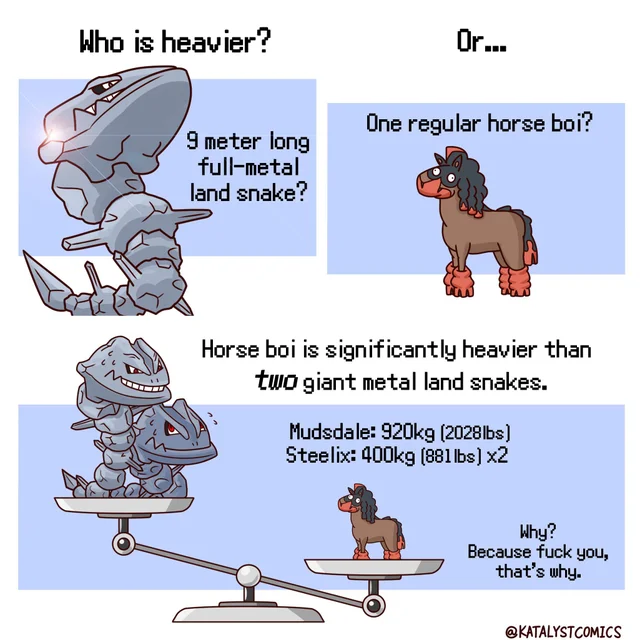 Who is heavier?
Or...
9 meter long
full-metal
land snake?
One regular horse boi?
Horse boi is significantly heavier than
two giant metal land snakes.
Mudsdale: 920kg (2028lbs)
Steelix: 400kg (881lbs) x2
Why?
Because fuck you,
that's why.
@KATALYSTCOMICS